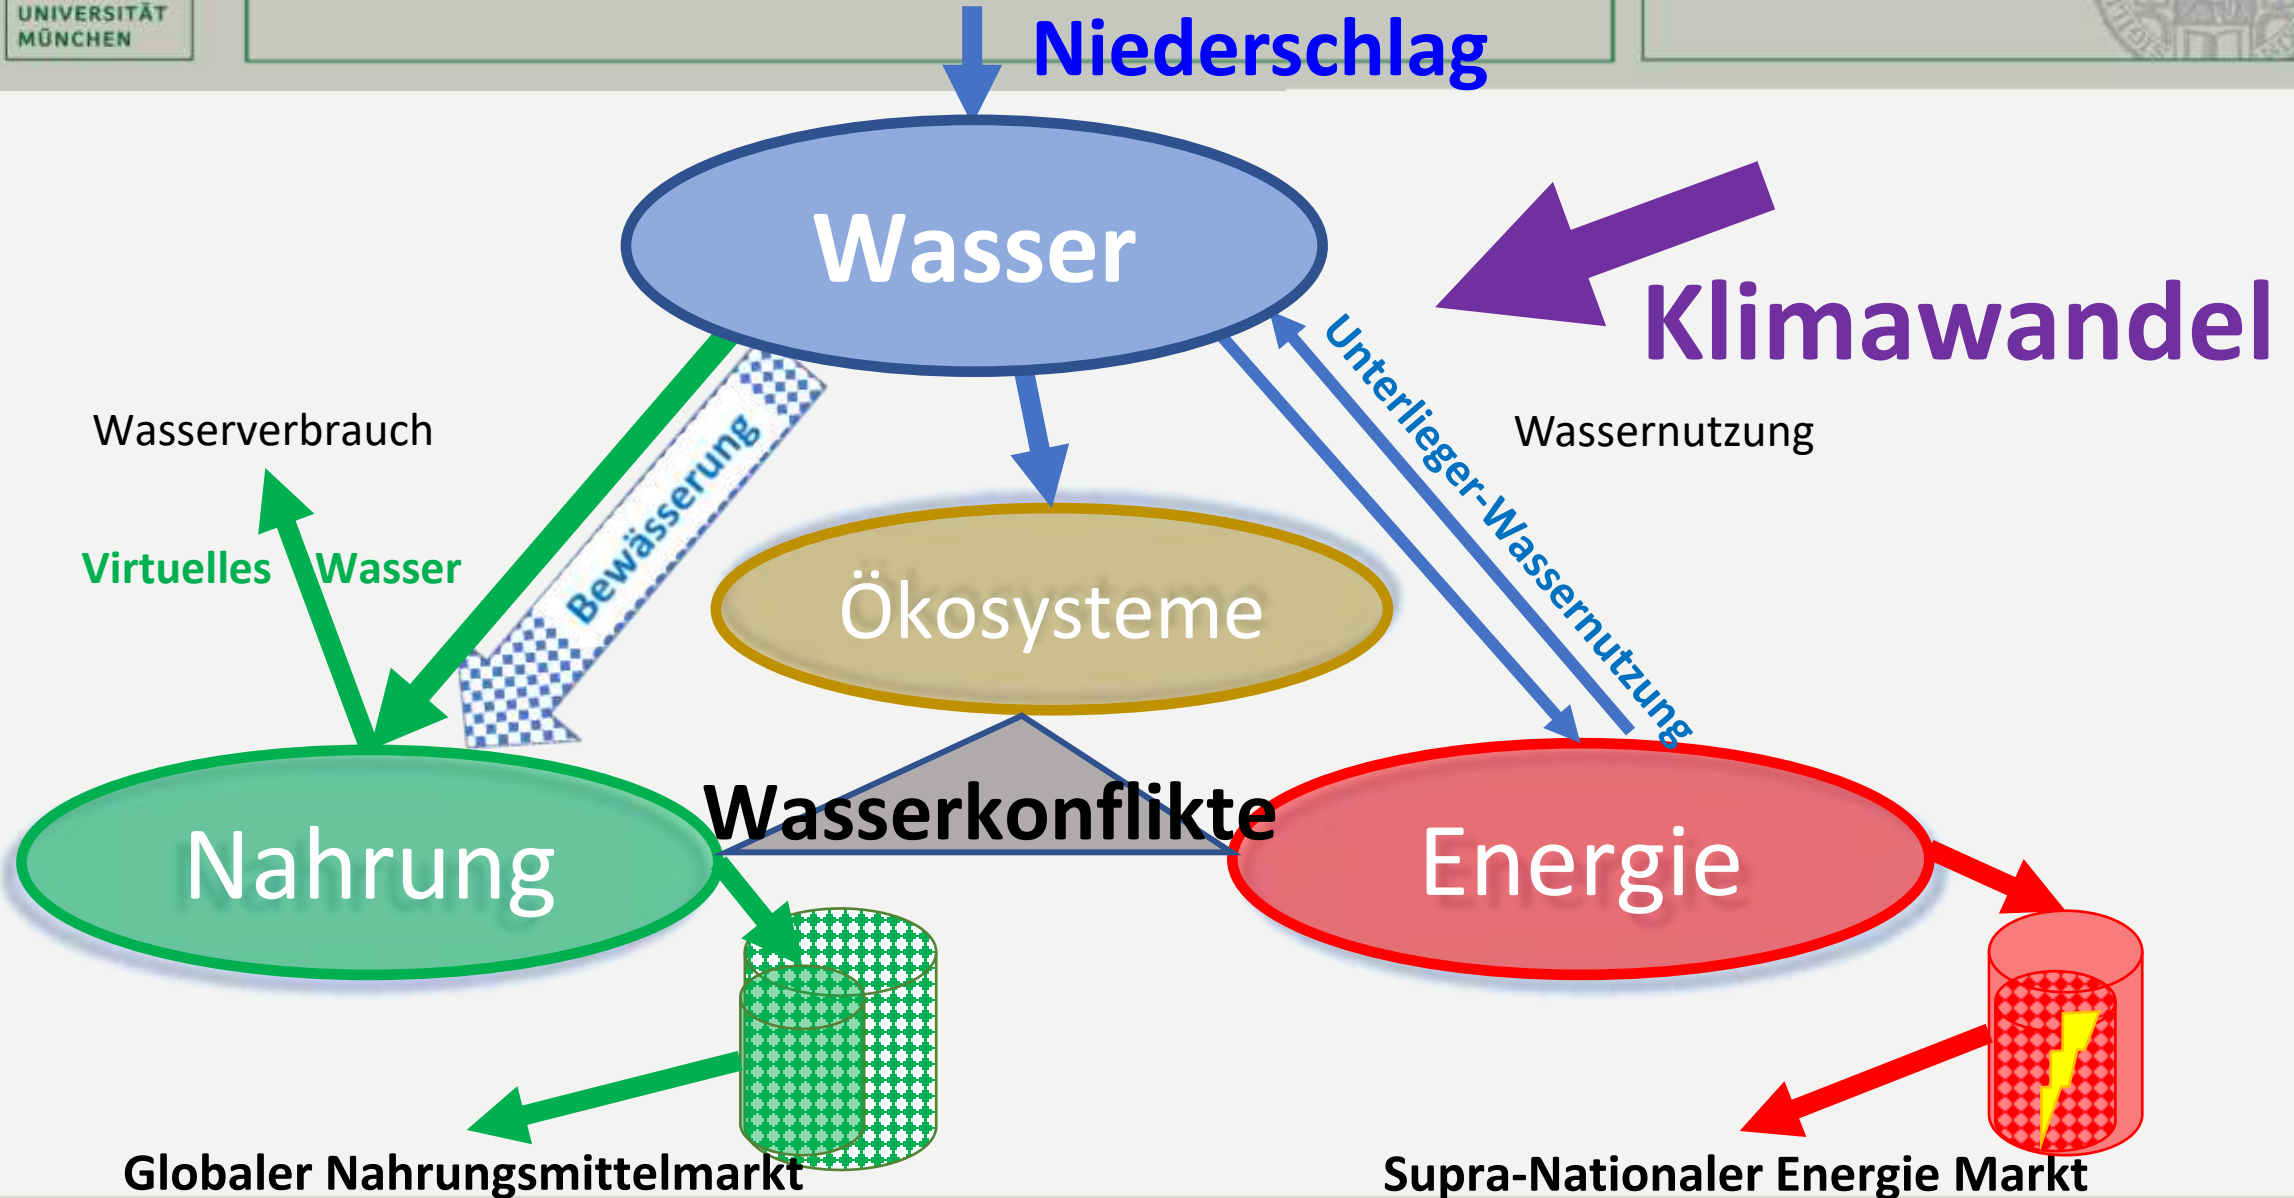 UNIVERSITÄT
MÜNCHEN
Niederschlag
Wasser
Klimawandel
Unterlieger-Wassernutzung
Wasserverbrauch
Wassernutzung
Bewässerung
Virtuelles Wasser
Ökosysteme
Wasserkonflikte
Nahrung
Energie
Globaler Nahrungsmittelmarkt
Supra-Nationaler Energie Markt